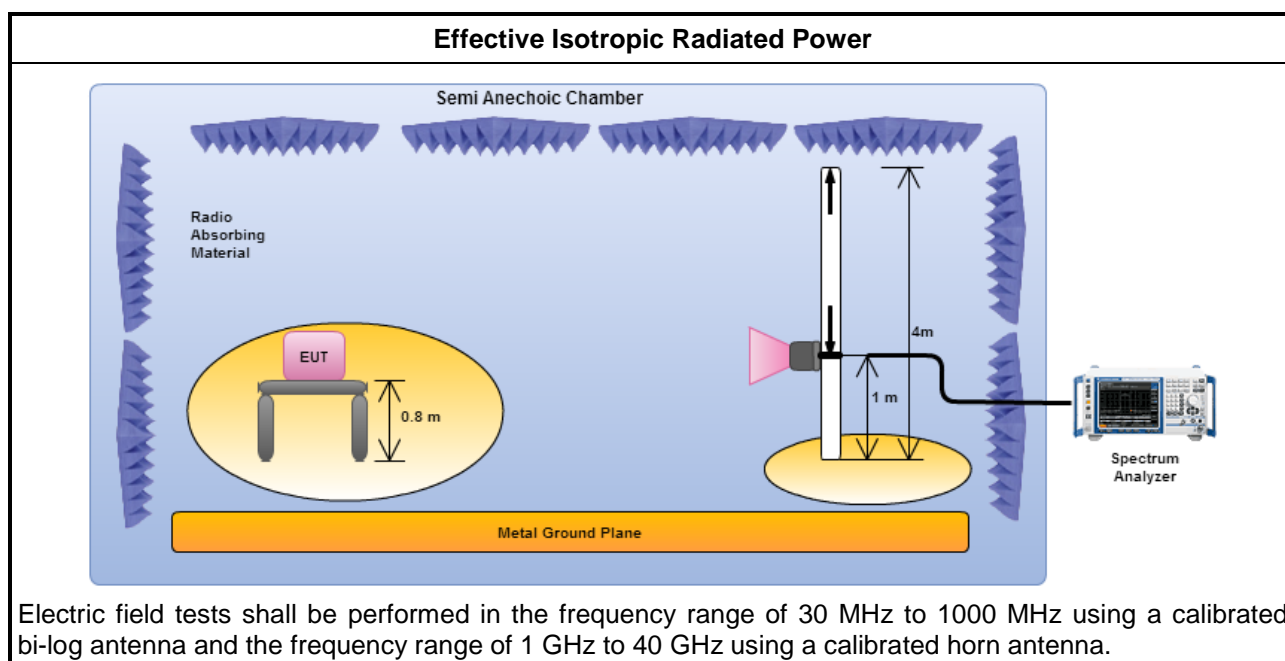 Effective Isotropic Radiated Power
Semi Anechoic Chamber
Radio
Absorbing
Material
EUT
0.8 m
4m
1 m
Spectrum
Analyzer
Metal Ground Plane
Electric field tests shall be performed in the frequency range of 30 MHz to 1000 MHz using a calibrated
bi-log antenna and the frequency range of 1 GHz to 40 GHz using a calibrated horn antenna.